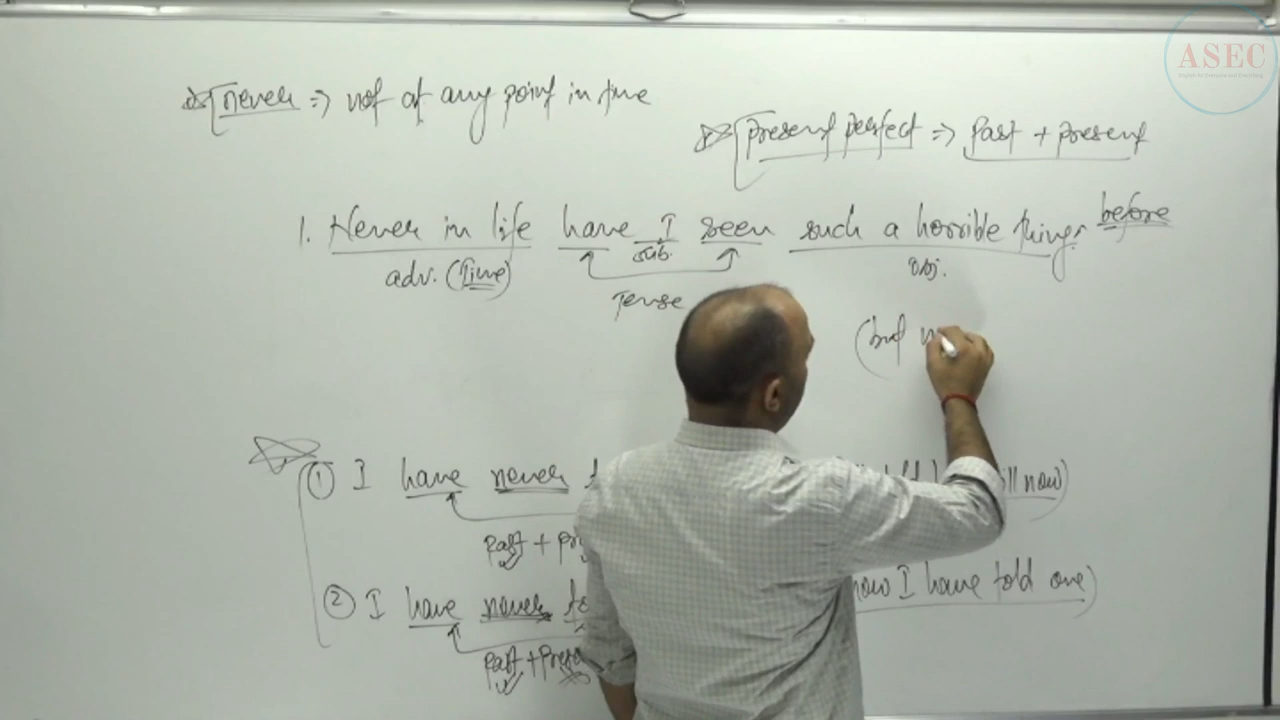 ASEC
never => not at any point in time
present perfect => past + present
1. Never in life have I seen such a horrible thing. before
adv. (Time) sub. obj.
Tense
(but
① I have never
till now)
past +
② I have never
now I have told one)
past +